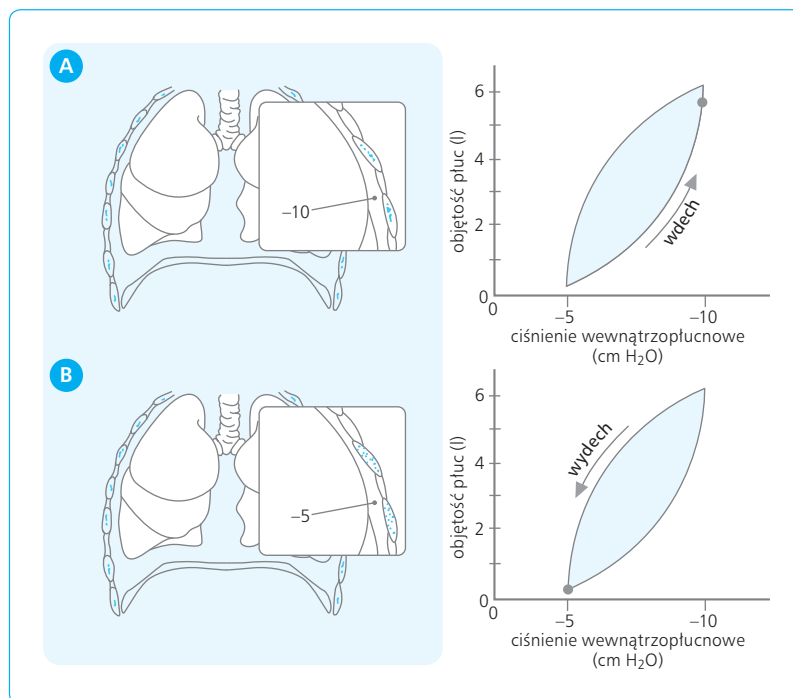 A
−10
objętość płuc (l)
6
4
2
0
wdech
0
−5
−10
ciśnienie wewnątrzopłucnowe
(cm H₂O)
B
−5
objętość płuc (l)
6
4
2
0
wydech
0
−5
−10
ciśnienie wewnątrzopłucnowe
(cm H₂O)